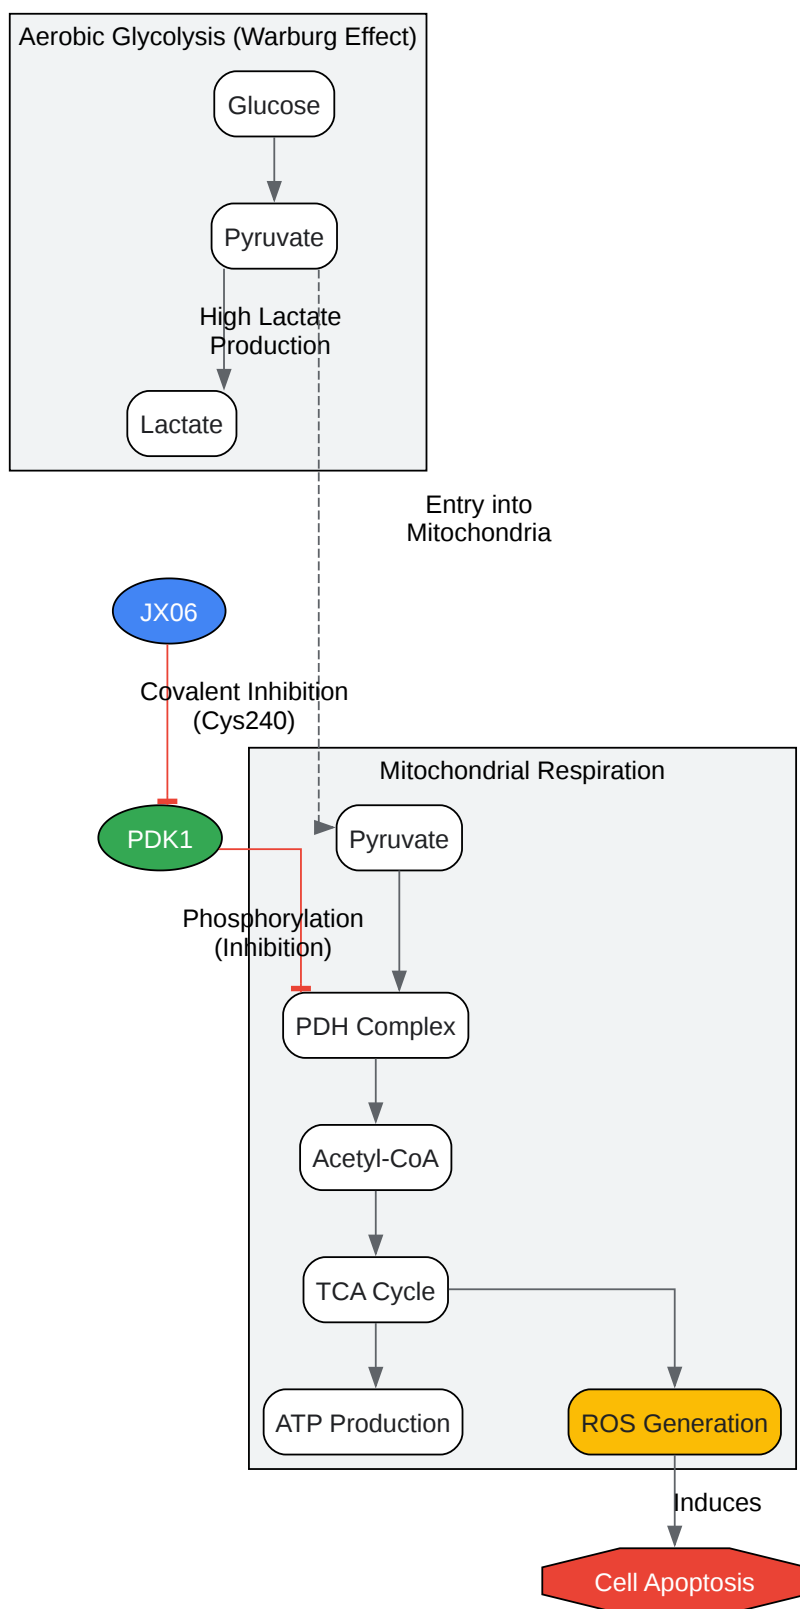 Aerobic Glycolysis (Warburg Effect)
Glucose
Pyruvate
High Lactate
Production
Lactate
Entry into
Mitochondria
JX06
Covalent Inhibition
(Cys240)
Mitochondrial Respiration
PDK1
Pyruvate
Phosphorylation
(Inhibition)
PDH Complex
Acetyl-CoA
TCA Cycle
ATP Production
ROS Generation
Induces
Cell Apoptosis